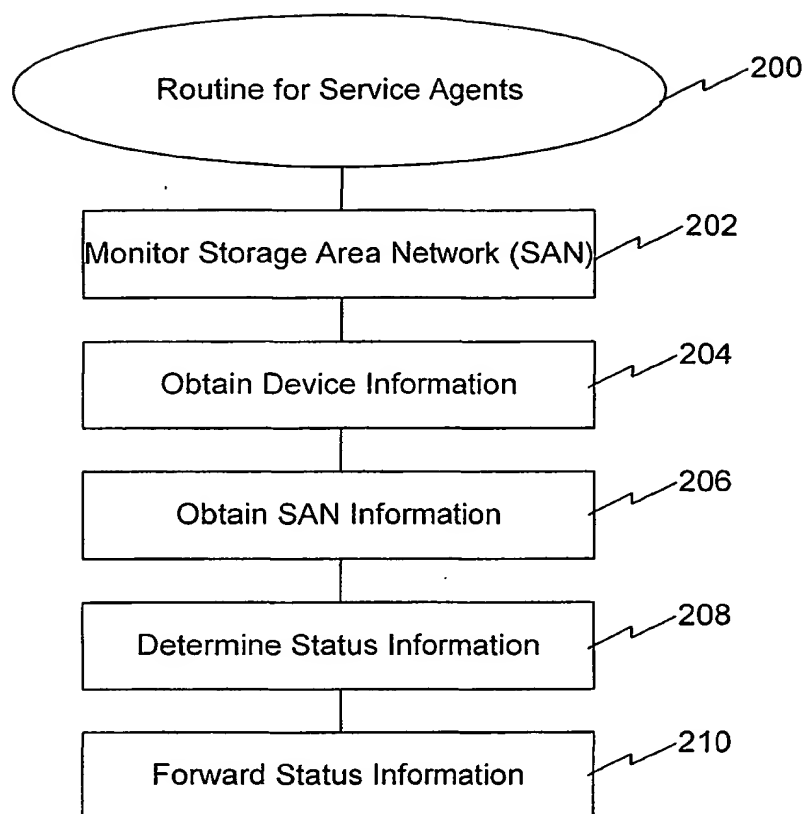 Routine for Service Agents
200
Monitor Storage Area Network (SAN)
202
Obtain Device Information
204
Obtain SAN Information
206
Determine Status Information
208
Forward Status Information
210